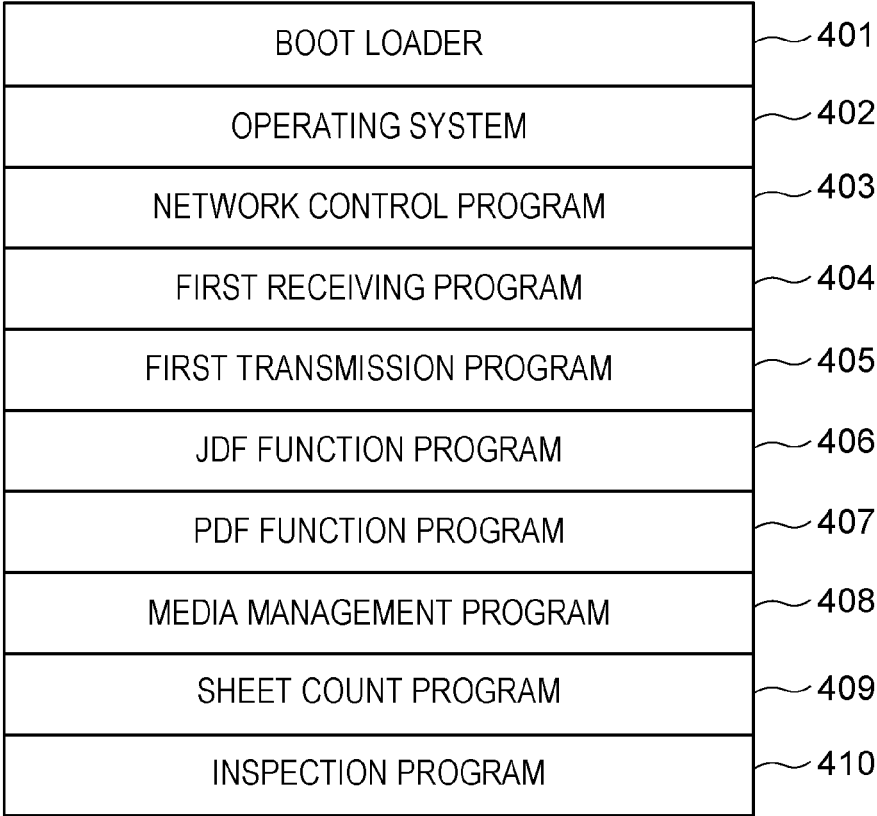 BOOT LOADER 401
OPERATING SYSTEM 402
NETWORK CONTROL PROGRAM 403
FIRST RECEIVING PROGRAM 404
FIRST TRANSMISSION PROGRAM 405
JDF FUNCTION PROGRAM 406
PDF FUNCTION PROGRAM 407
MEDIA MANAGEMENT PROGRAM 408
SHEET COUNT PROGRAM 409
INSPECTION PROGRAM 410